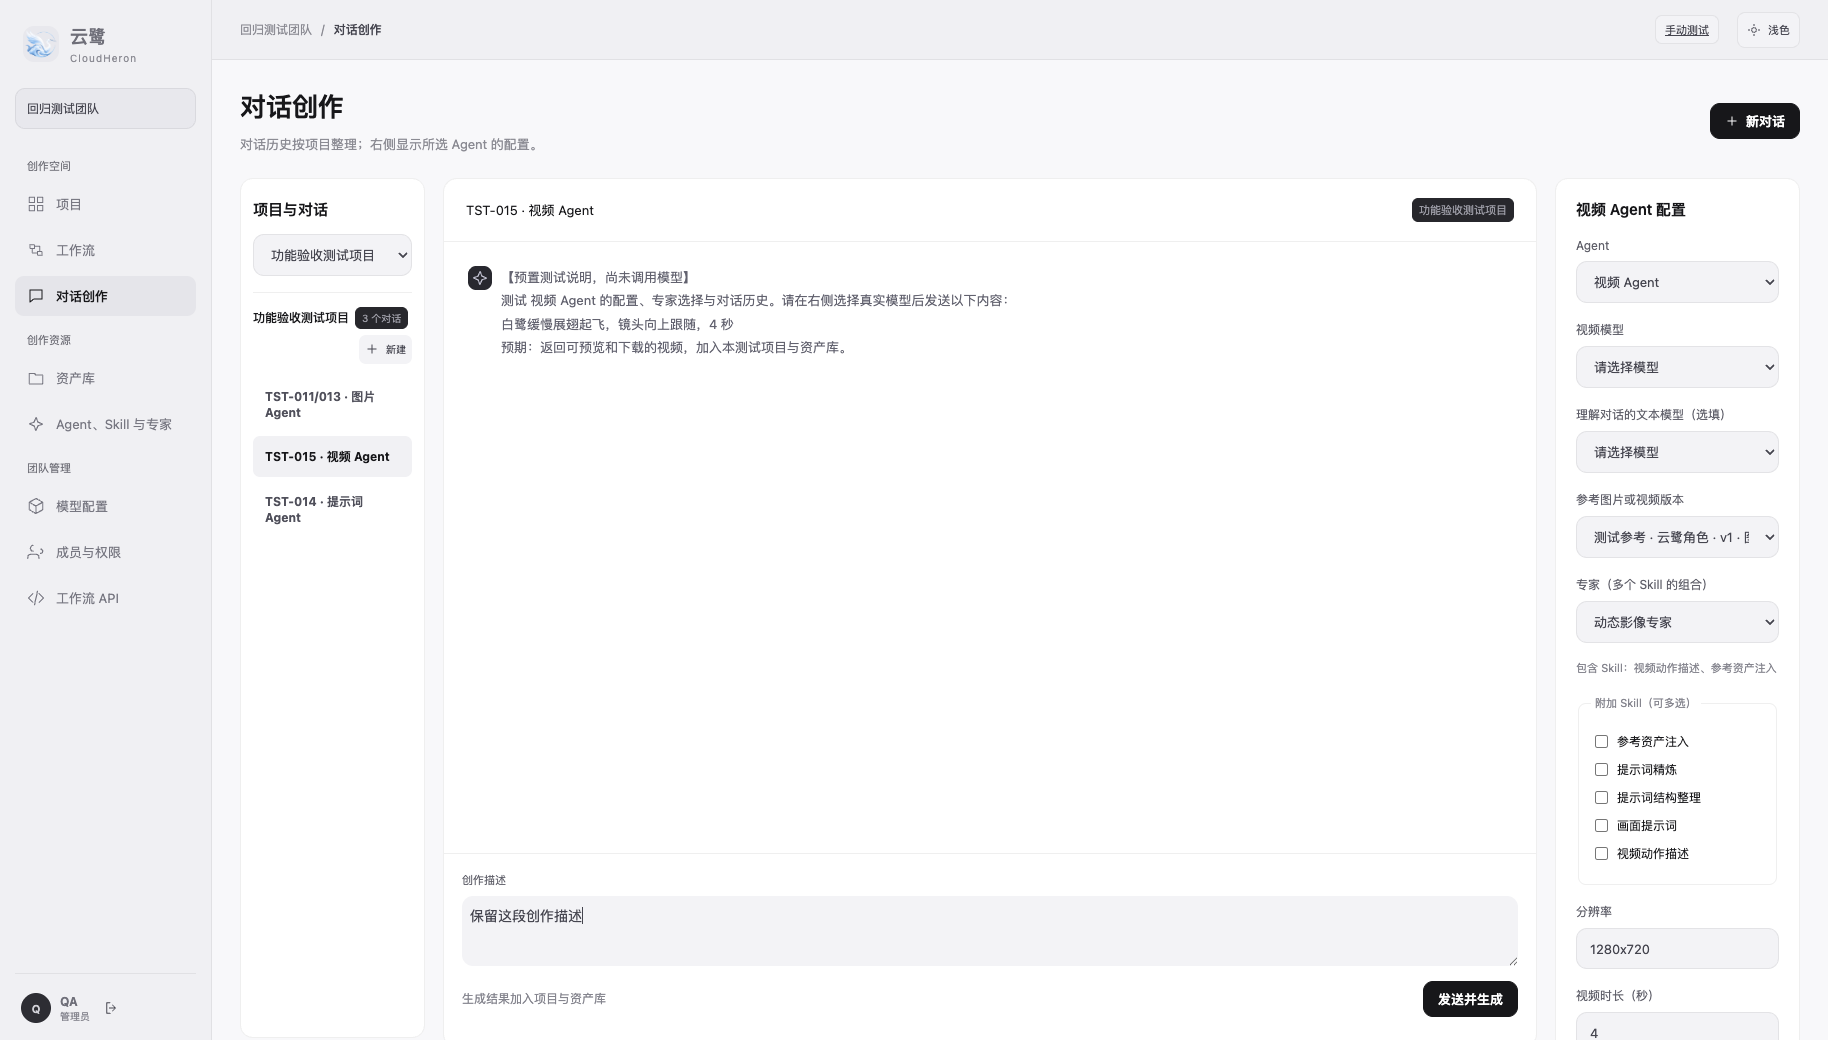 云鹭
CloudHeron
回归测试团队
创作空间
项目
工作流
对话创作
创作资源
资产库
Agent、Skill 与专家
团队管理
模型配置
成员与权限
工作流 API
Q
QA
管理员
回归测试团队 / 对话创作
手动测试
浅色
对话创作
对话历史按项目整理；右侧显示所选 Agent 的配置。
新对话
项目与对话
功能验收测试项目
功能验收测试项目 3 个对话
新建
TST-011/013 · 图片
Agent
TST-015 · 视频 Agent
TST-014 · 提示词
Agent
TST-015 · 视频 Agent
功能验收测试项目
【预置测试说明，尚未调用模型】
测试 视频 Agent 的配置、专家选择与对话历史。请在右侧选择真实模型后发送以下内容：
白鹭缓慢展翅起飞，镜头向上跟随，4 秒
预期：返回可预览和下载的视频，加入本测试项目与资产库。
创作描述
保留这段创作描述
生成结果加入项目与资产库
发送并生成
视频 Agent 配置
Agent
视频 Agent
视频模型
请选择模型
理解对话的文本模型（选填）
请选择模型
参考图片或视频版本
测试参考 · 云鹭角色 · v1 ·
专家（多个 Skill 的组合）
动态影像专家
包含 Skill：视频动作描述、参考资产注入
附加 Skill（可多选）
参考资产注入
提示词精炼
提示词结构整理
画面提示词
视频动作描述
分辨率
1280x720
视频时长（秒）
4